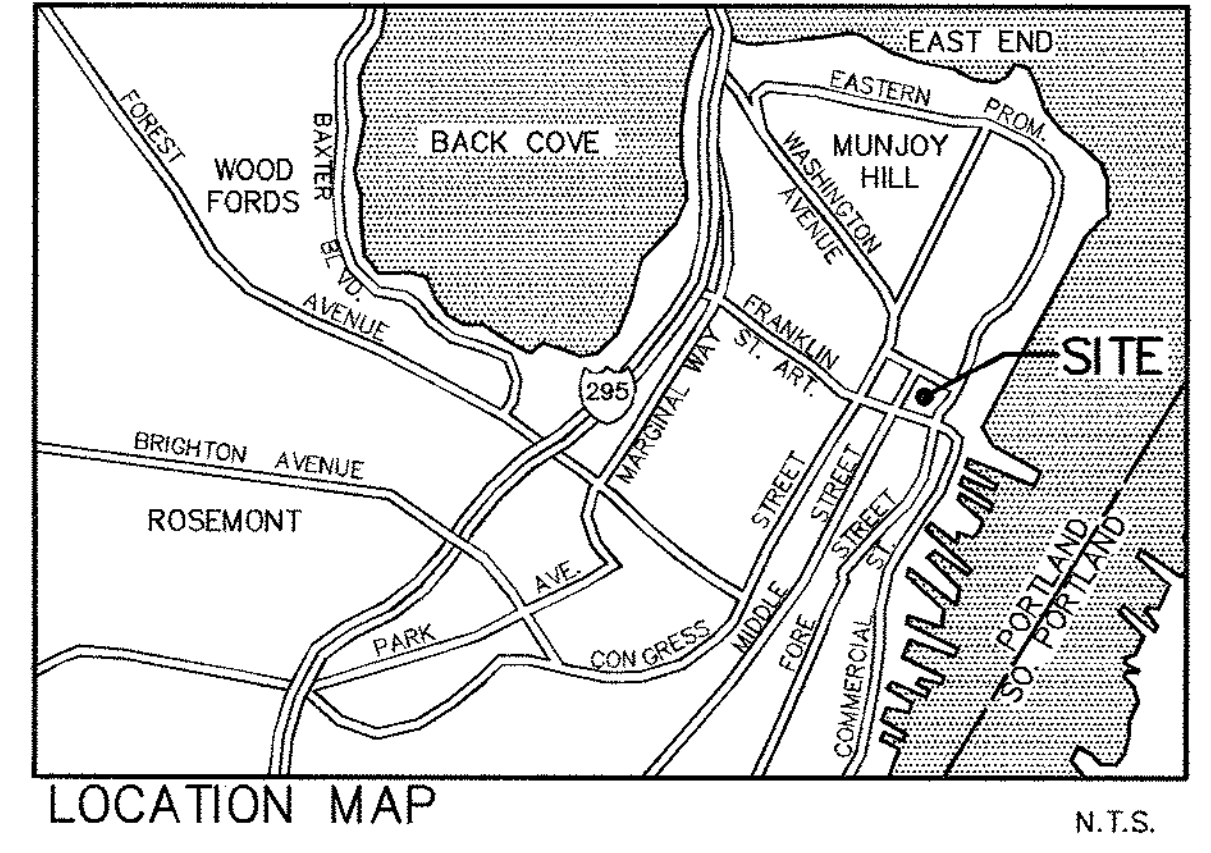 EAST END
EASTERN
PROM.
FOREST
BAXTER
BACK COVE
MUNJOY
HILL
WOOD
FORDS
WASHINGTON
AVENUE
BLVD.
AVENUE
FRANKLIN
ST. ART.
SITE
295
MARGINAL WAY
BRIGHTON AVENUE
ROSEMONT
STREET
STREET
STREET
ST.
PORTLAND
SO. PORTLAND
AVE.
PARK
CONGRESS
MIDDLE
FORE
COMMERCIAL
LOCATION MAP
N.T.S.